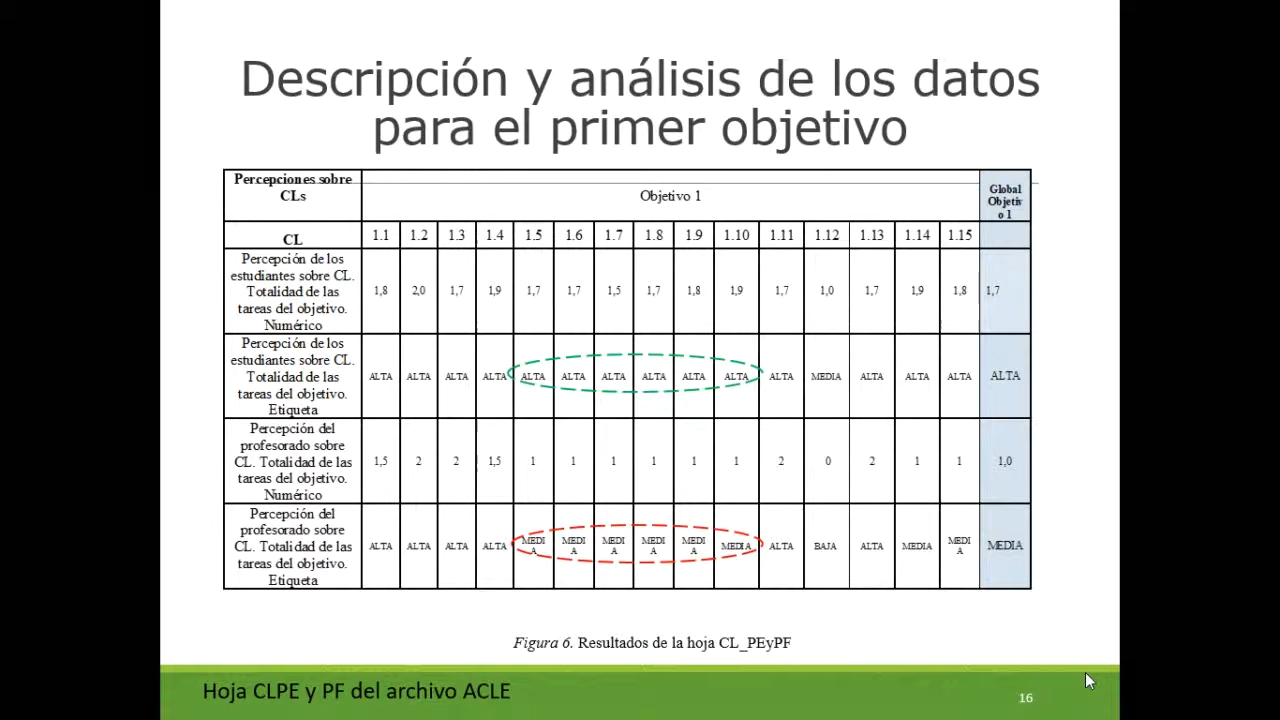 Descripción y análisis de los datos
para el primer objetivo
Percepciones sobre
CLs
Objetivo 1
Global
Objetiv
o 1
CL
1.1 1.2 1.3 1.4 1.5 1.6 1.7 1.8 1.9 1.10 1.11 1.12 1.13 1.14 1.15
Percepción de los
estudiantes sobre CL.
Totalidad de las
tareas del objetivo.
Numérico
1,8 2,0 1,7 1,9 1,7 1,7 1,5 1,7 1,8 1,9 1,7 1,0 1,7 1,9 1,8 1,7
Percepción de los
estudiantes sobre CL.
Totalidad de las
tareas del objetivo.
Etiqueta
ALTA ALTA ALTA ALTA ALTA ALTA ALTA ALTA ALTA ALTA ALTA MEDIA ALTA ALTA ALTA ALTA
Percepción del
profesorado sobre
CL. Totalidad de las
tareas del objetivo.
Numérico
1,5 2 2 1,5 1 1 1 1 1 1 2 0 2 1 1 1,0
Percepción del
profesorado sobre
CL. Totalidad de las
tareas del objetivo.
Etiqueta
ALTA ALTA ALTA ALTA MEDI
A MEDI
A MEDI
A MEDI
A MEDI
A MEDIA ALTA BAJA ALTA MEDIA MEDI
A MEDIA
Figura 6. Resultados de la hoja CL_PEyPF
Hoja CLPE y PF del archivo ACLE
16